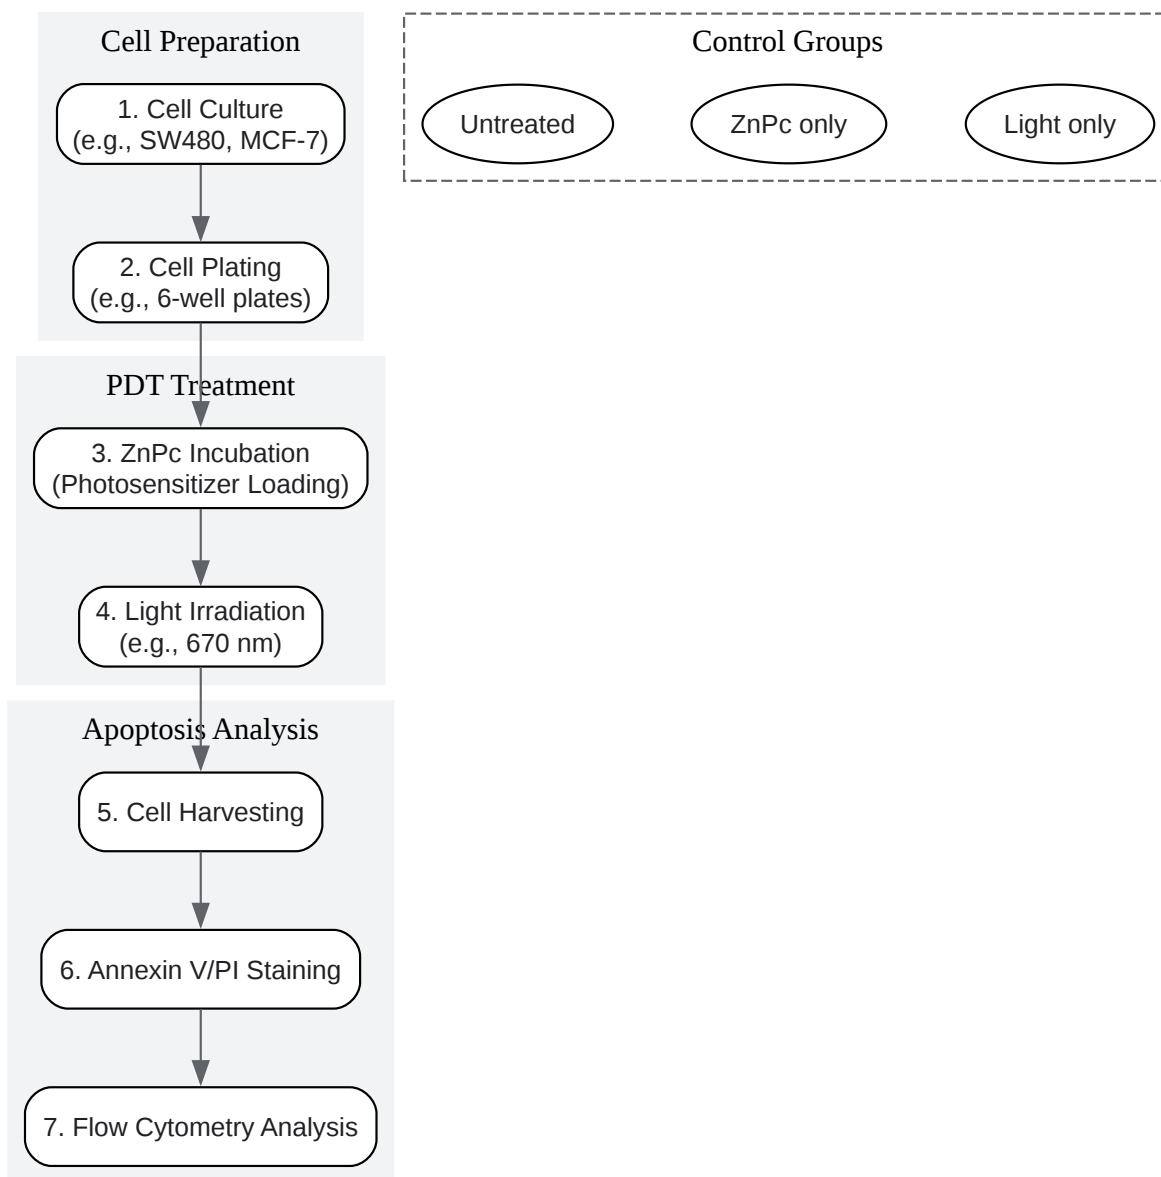 Cell Preparation
1. Cell Culture
(e.g., SW480, MCF-7)
2. Cell Plating
(e.g., 6-well plates)
PDT Treatment
3. ZnPc Incubation
(Photosensitizer Loading)
4. Light Irradiation
(e.g., 670 nm)
Apoptosis Analysis
5. Cell Harvesting
6. Annexin V/PI Staining
7. Flow Cytometry Analysis
Control Groups
Untreated
ZnPc only
Light only